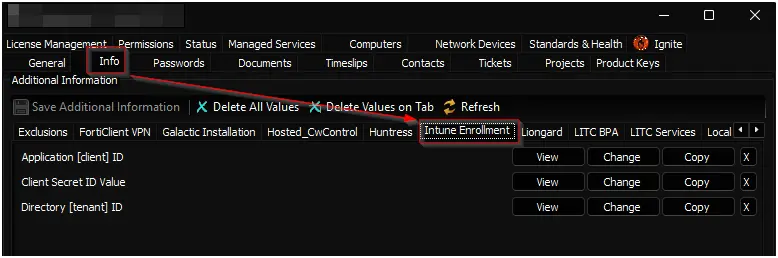 License Management Permissions Status Managed Services Computers Network Devices Standards & Health Ignite
General Info Passwords Documents Timeslips Contacts Tickets Projects Product Keys
Additional Information
Save Additional Information Delete All Values Delete Values on Tab Refresh
Exclusions FortiClient VPN Galactic Installation Hosted_CwControl Huntress Intune Enrollment Liongard LITC BPA LITC Services Local
Application [client] ID View Change Copy X
Client Secret ID Value View Change Copy X
Directory [tenant] ID View Change Copy X